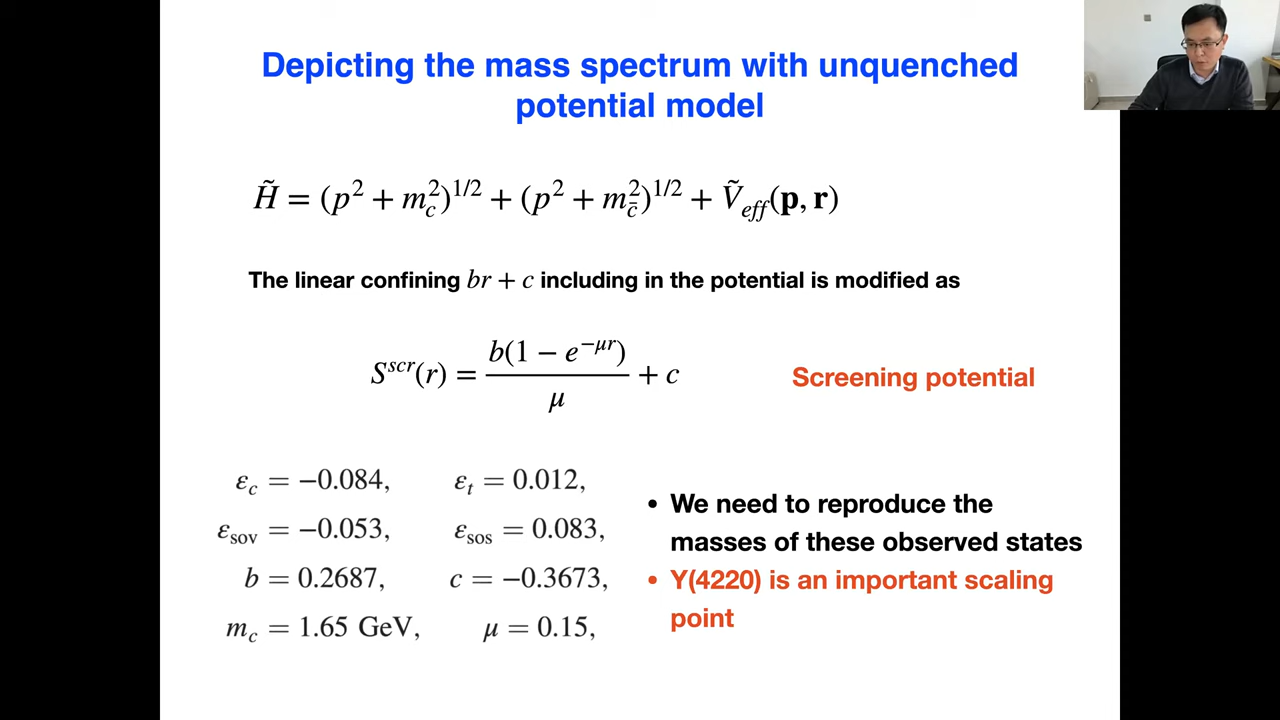 Depicting the mass spectrum with unquenched
potential model
H̃ = (p² + m_c²)^{1/2} + (p² + m_c̄²)^{1/2} + Ṽ_eff(p, r)
The linear confining br + c including in the potential is modified as
S^{scr}(r) = b(1 − e^{−μr}) / μ + c
Screening potential
ε_c = −0.084, ε_t = 0.012,
ε_sov = −0.053, ε_sos = 0.083,
b = 0.2687, c = −0.3673,
m_c = 1.65 GeV, μ = 0.15,
• We need to reproduce the
masses of these observed states
• Y(4220) is an important scaling
point